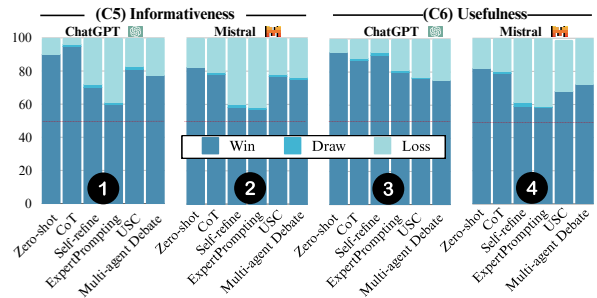 (C5) Informativeness
(C6) Usefulness
ChatGPT
Mistral
ChatGPT
Mistral
100
80
60
40
20
0
Win
Draw
Loss
1
2
3
4
Zero-shot
CoT
Self-refine
ExpertPrompting
USC
Multi-agent Debate
Zero-shot
CoT
Self-refine
ExpertPrompting
USC
Multi-agent Debate
Zero-shot
CoT
Self-refine
ExpertPrompting
USC
Multi-agent Debate
Zero-shot
CoT
Self-refine
ExpertPrompting
USC
Multi-agent Debate